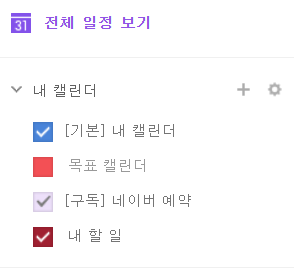 31 전체 일정 보기
내 캘린더
[기본] 내 캘린더
목표 캘린더
[구독] 네이버 예약
내 할 일